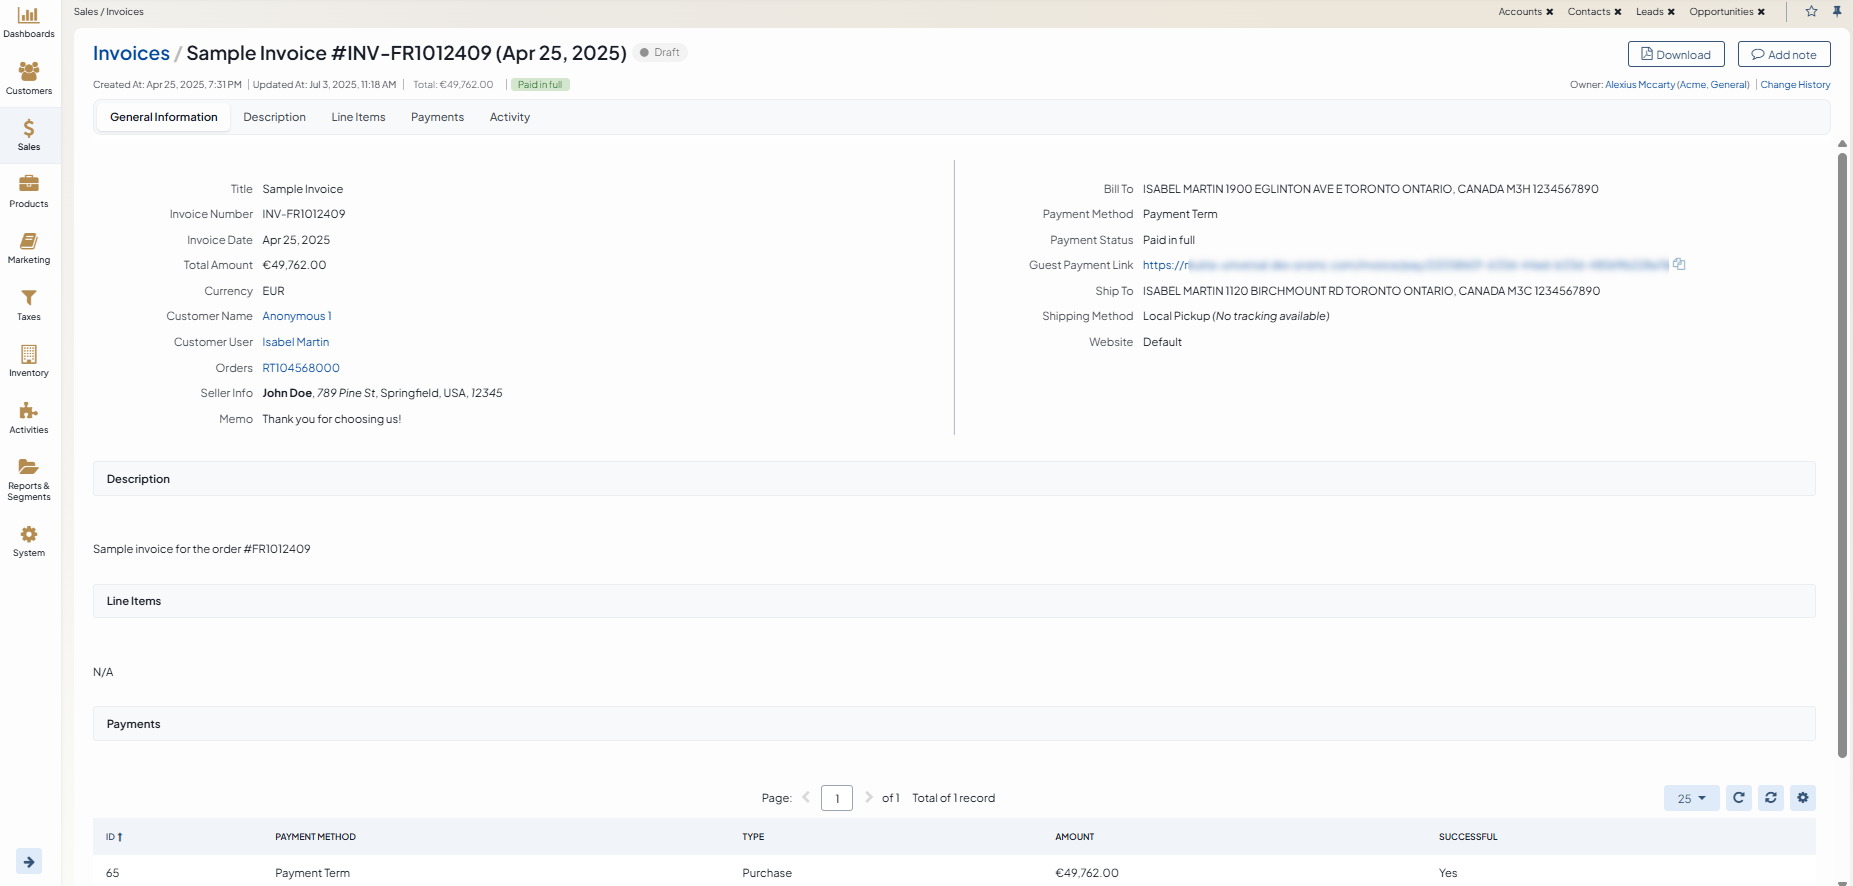 Sales / Invoices
Accounts ✖ Contacts ✖ Leads ✖ Opportunities ✖
Dashboards
Customers
Sales
Products
Marketing
Taxes
Inventory
Activities
Reports & Segments
System
Invoices / Sample Invoice #INV-FR1012409 (Apr 25, 2025) Draft
Download
Add note
Created At: Apr 25, 2025, 7:31 PM | Updated At: Jul 3, 2025, 11:18 AM | Total: €49,762.00 | Paid in full
Owner: Alexius Mccarty (Acme, General) | Change History
General Information Description Line Items Payments Activity
Title Sample Invoice
Invoice Number INV-FR1012409
Invoice Date Apr 25, 2025
Total Amount €49,762.00
Currency EUR
Customer Name Anonymous 1
Customer User Isabel Martin
Orders RT104568000
Seller Info John Doe, 789 Pine St, Springfield, USA, 12345
Memo Thank you for choosing us!
Bill To ISABEL MARTIN 1900 EGLINTON AVE E TORONTO ONTARIO, CANADA M3H 1234567890
Payment Method Payment Term
Payment Status Paid in full
Guest Payment Link https://r
Ship To ISABEL MARTIN 1120 BIRCHMOUNT RD TORONTO ONTARIO, CANADA M3C 1234567890
Shipping Method Local Pickup (No tracking available)
Website Default
Description
Sample invoice for the order #FR1012409
Line Items
N/A
Payments
Page: 1 of 1 Total of 1 record
25
ID PAYMENT METHOD TYPE AMOUNT SUCCESSFUL
65 Payment Term Purchase €49,762.00 Yes